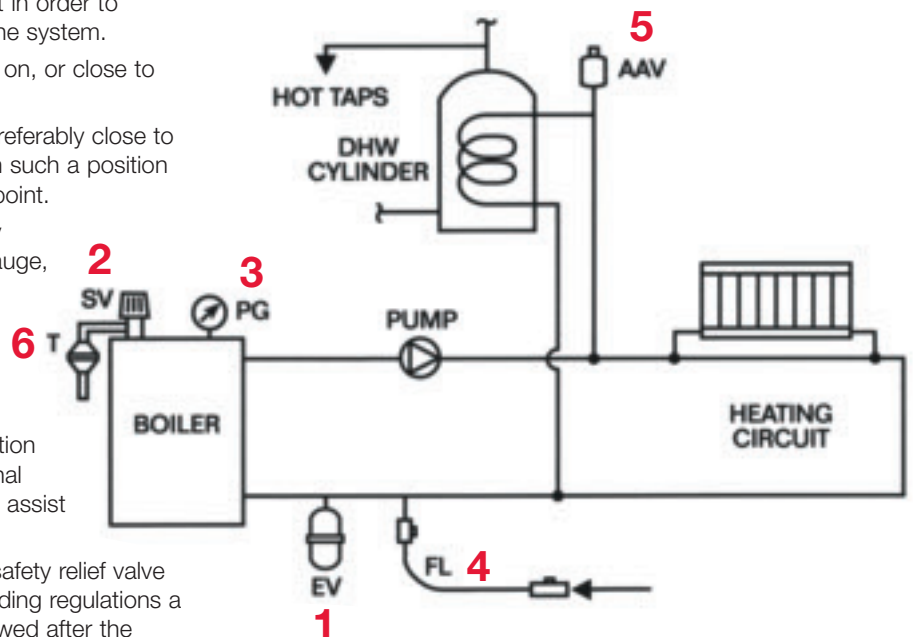 t in order to
ne system.
on, or close to
referably close to
n such a position
point.
auge,
tion
nal
assist
safety relief valve
ding regulations a
wed after the
5
AAV
HOT TAPS
DHW
CYLINDER
2
SV
3
PG
6 T
PUMP
BOILER
HEATING
CIRCUIT
FL 4
EV
1